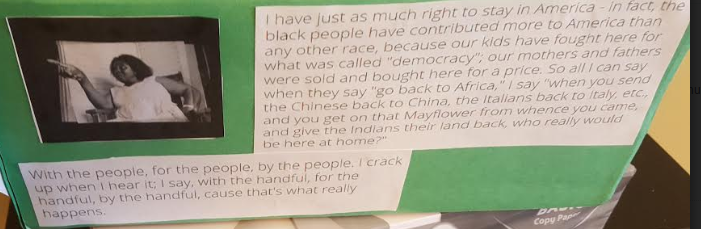 I have just as much right to stay in America - in fact, the
black people have contributed more to America than
any other race, because our kids have fought here for
what was called "democracy"; our mothers and fathers
were sold and bought here for a price. So all I can say
when they say "go back to Africa," I say "when you send
the Chinese back to China, the Italians back to Italy, etc.,
and you get on that Mayflower from whence you came,
and give the Indians their land back, who really would
be here at home?"
With the people, for the people, by the people. I crack
up when I hear it; I say, with the handful, for the
handful, by the handful, cause that's what really
happens.
Copy Paper